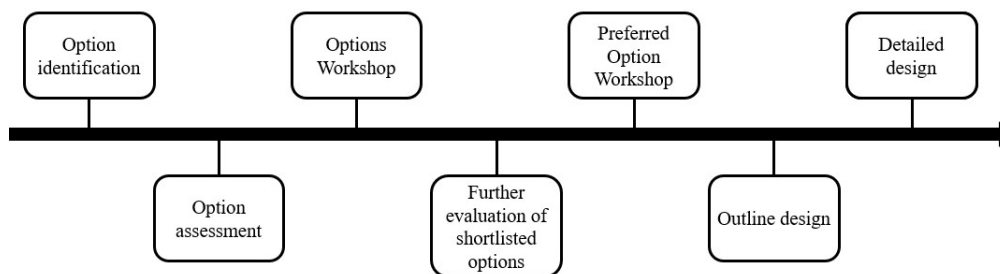 Option
identification
Options
Workshop
Preferred
Option
Workshop
Detailed
design
Option
assessment
Further
evaluation of
shortlisted
options
Outline design